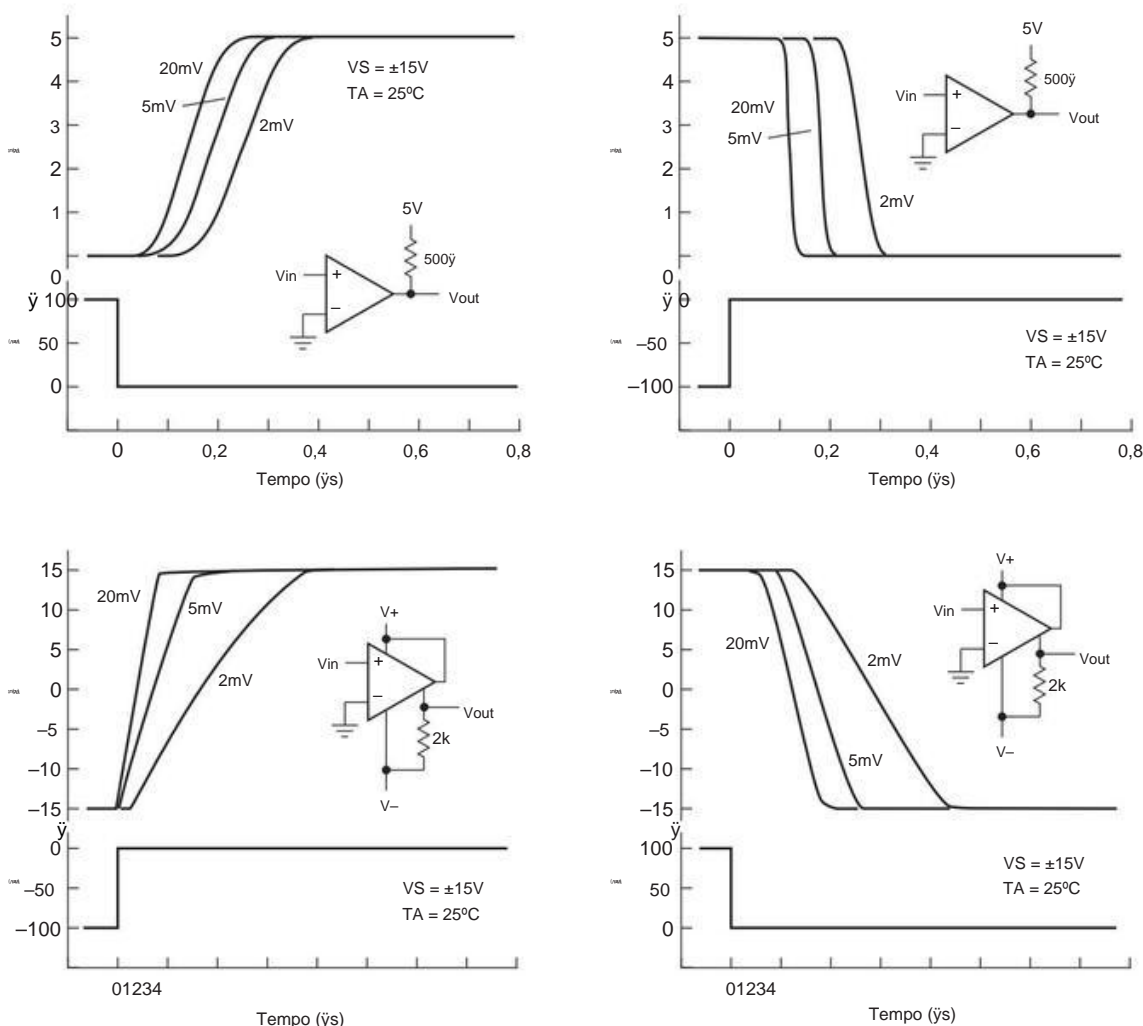 5
4
3
2
1
0
20mV
5mV
2mV
VS = ±15V
TA = 25ºC
5V
500ÿ
Vin
+
–
Vout
ÿ 100
50
0
0
0,2
0,4
0,6
0,8
Tempo (ÿs)
5
4
3
2
1
0
20mV
5mV
2mV
5V
500ÿ
Vin
+
–
Vout
ÿ 0
–50
–100
VS = ±15V
TA = 25ºC
0
0,2
0,4
0,6
0,8
Tempo (ÿs)
15
10
5
0
–5
–10
–15
20mV
5mV
2mV
V+
Vin
+
–
Vout
2k
V–
ÿ
0
–50
–100
VS = ±15V
TA = 25ºC
01234
Tempo (ÿs)
15
10
5
0
–5
–10
–15
20mV
5mV
2mV
V+
Vin
+
–
Vout
2k
V–
ÿ
100
50
0
VS = ±15V
TA = 25ºC
01234
Tempo (ÿs)